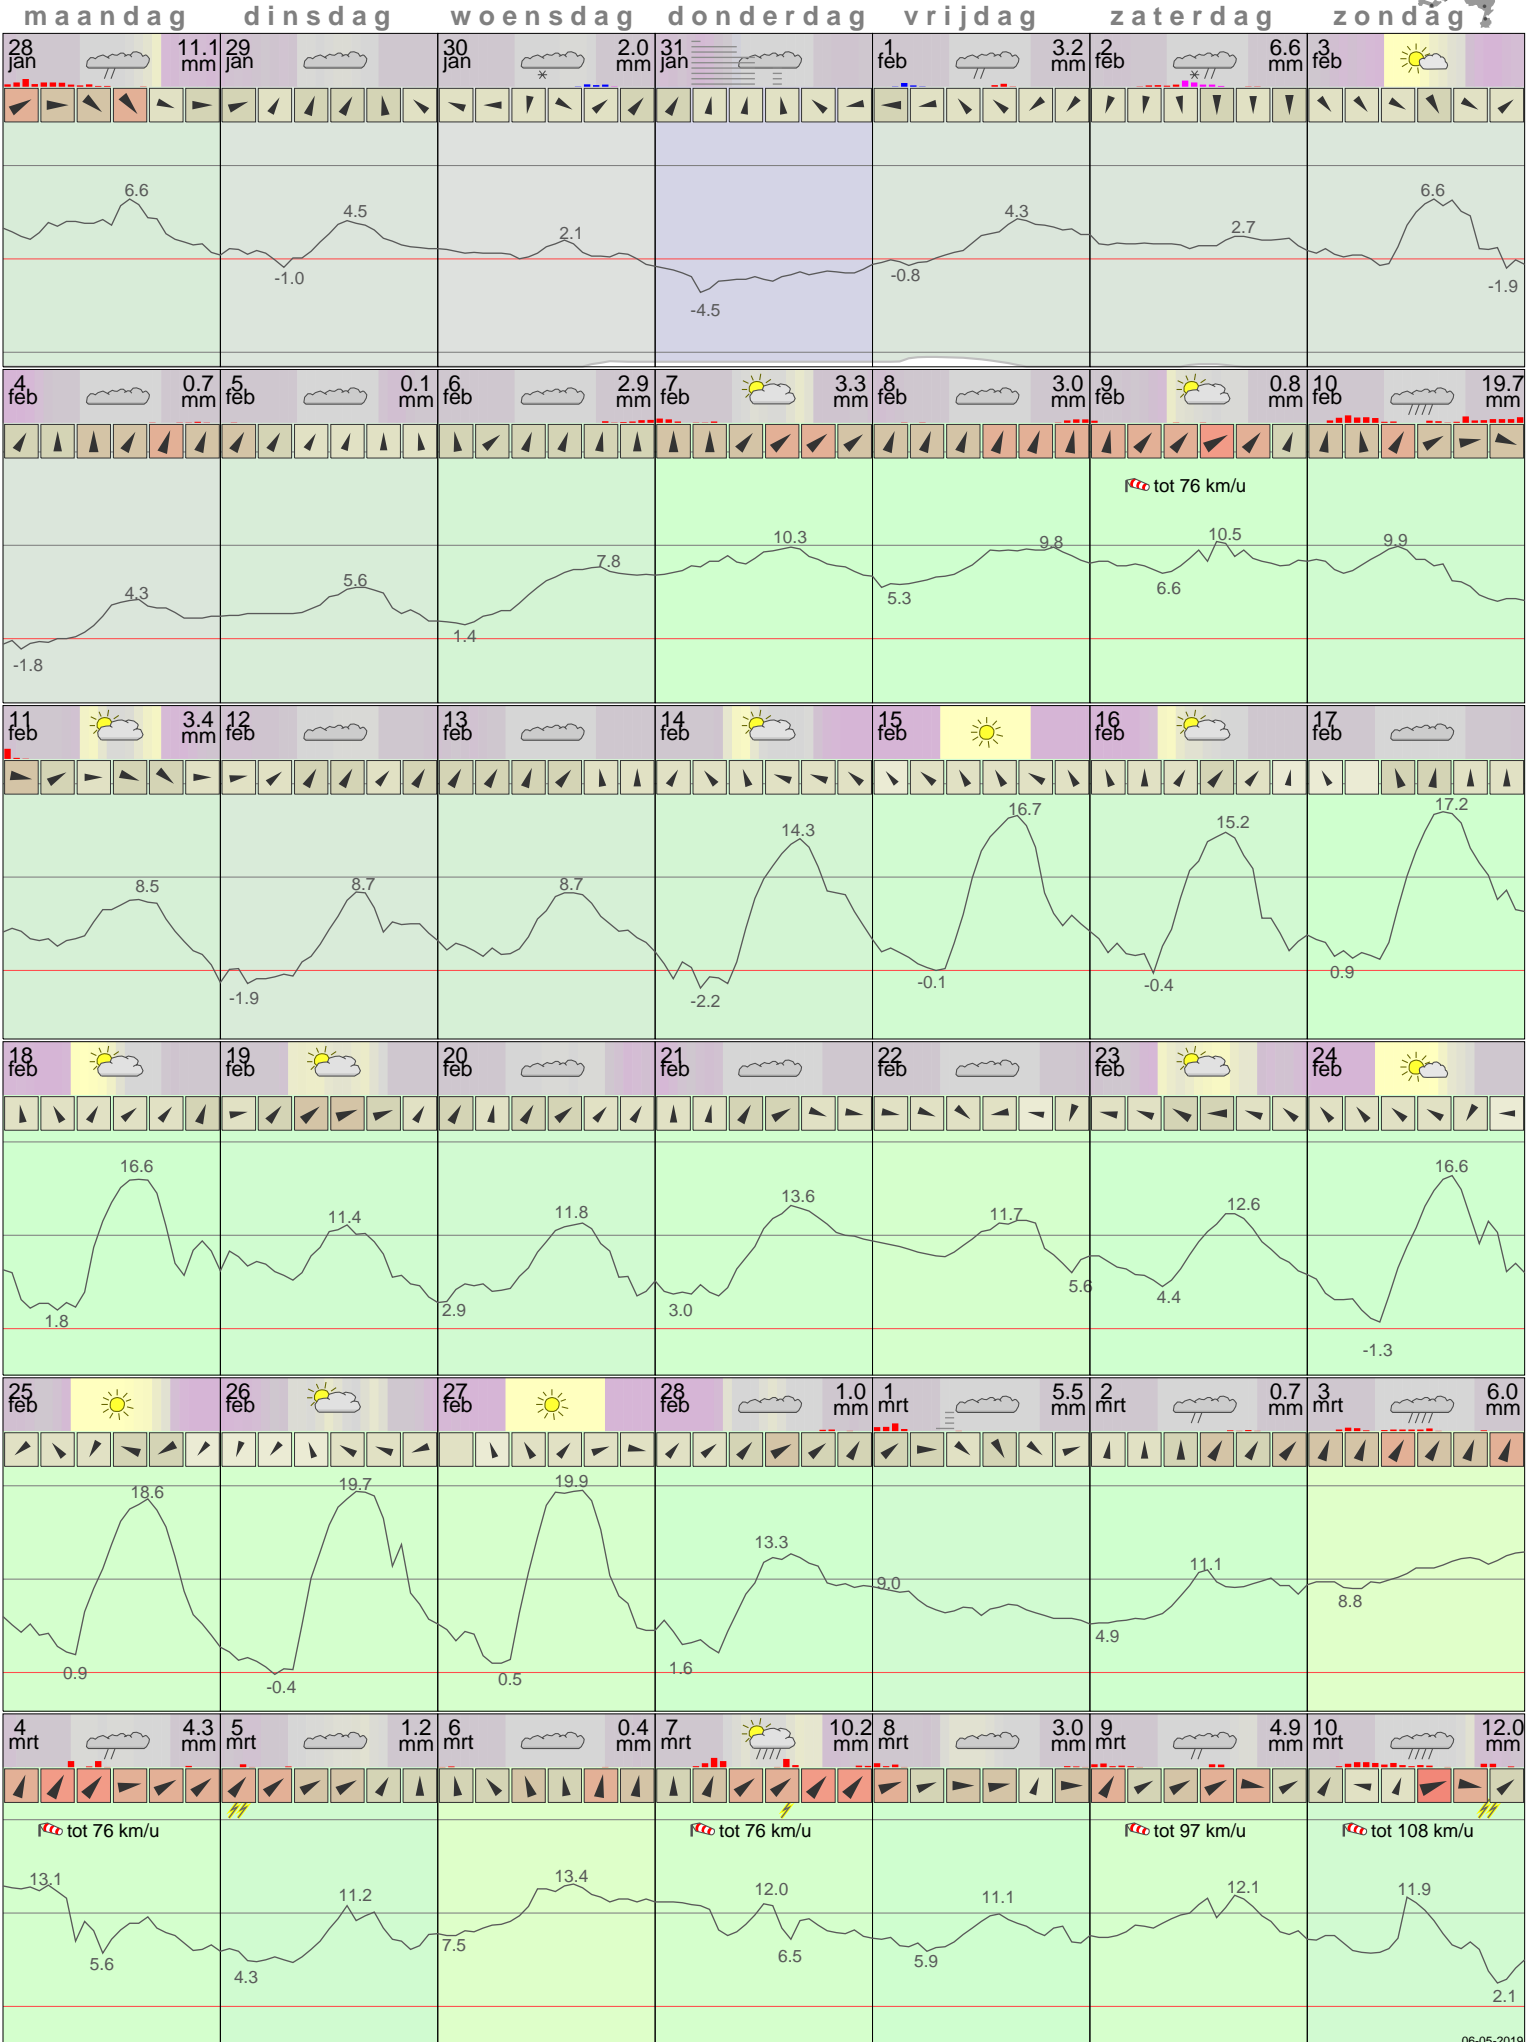 maandag dinsdag woensdag donderdag vrijdag zaterdag zondag
28 jan 11.1 mm 29 jan 30 jan 2.0 mm 31 jan 1 feb 3.2 mm 2 feb 6.6 mm 3 feb
6.6 4.5 -1.0 2.1 -4.5 4.3 -0.8 2.7 6.6 -1.9
4 feb 0.7 mm 5 feb 0.1 mm 6 feb 2.9 mm 7 feb 3.3 mm 8 feb 3.0 mm 9 feb 0.8 mm 10 feb 19.7 mm
tot 76 km/u
4.3 -1.8 5.6 7.8 1.4 10.3 9.8 5.3 10.5 6.6 9.9
11 feb 3.4 mm 12 feb 13 feb 14 feb 15 feb 16 feb 17 feb
8.5 8.7 -1.9 8.7 14.3 -2.2 16.7 -0.1 15.2 -0.4 17.2 0.9
18 feb 19 feb 20 feb 21 feb 22 feb 23 feb 24 feb
16.6 1.8 11.4 11.8 2.9 13.6 3.0 11.7 5.6 12.6 4.4 16.6 -1.3
25 feb 26 feb 27 feb 28 feb 1.0 mm 1 mrt 5.5 mm 2 mrt 0.7 mm 3 mrt 6.0 mm
18.6 0.9 19.7 -0.4 19.9 0.5 13.3 1.6 9.0 11.1 4.9 8.8
4 mrt 4.3 mm 5 mrt 1.2 mm 6 mrt 0.4 mm 7 mrt 10.2 mm 8 mrt 3.0 mm 9 mrt 4.9 mm 10 mrt 12.0 mm
tot 76 km/u tot 76 km/u tot 97 km/u tot 108 km/u
13.1 5.6 11.2 4.3 13.4 7.5 12.0 6.5 11.1 5.9 12.1 11.9 2.1
06-05-2019